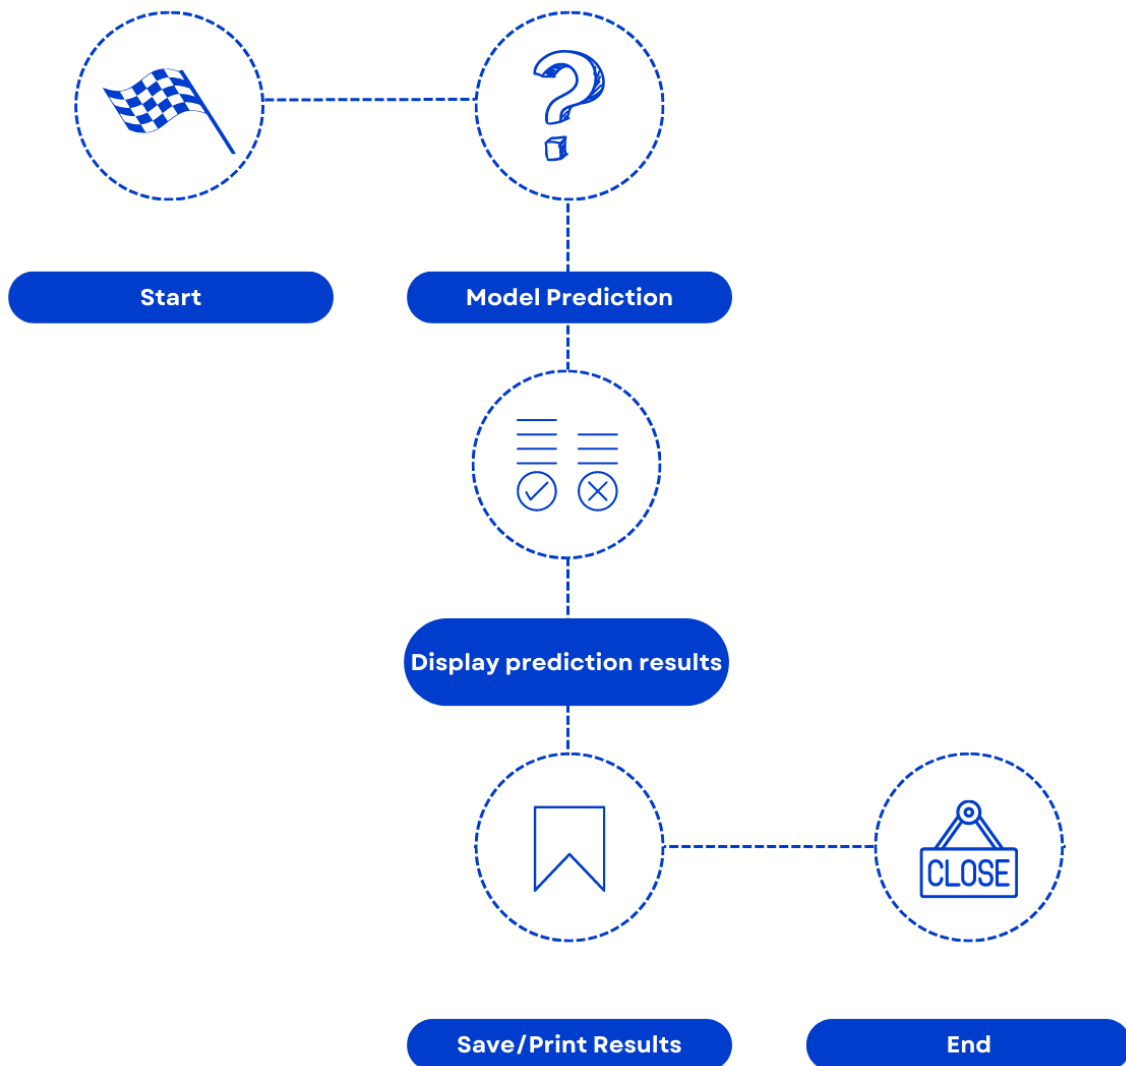 Start
Model Prediction
Display prediction results
CLOSE
Save/Print Results
End